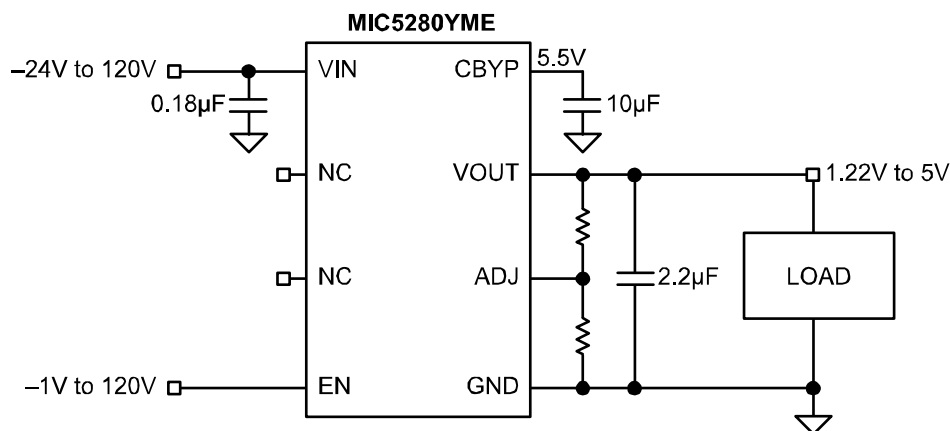 MIC5280YME
–24V to 120V
VIN
CBYP
5.5V
0.18µF
10µF
NC
VOUT
1.22V to 5V
NC
ADJ
2.2µF
LOAD
–1V to 120V
EN
GND